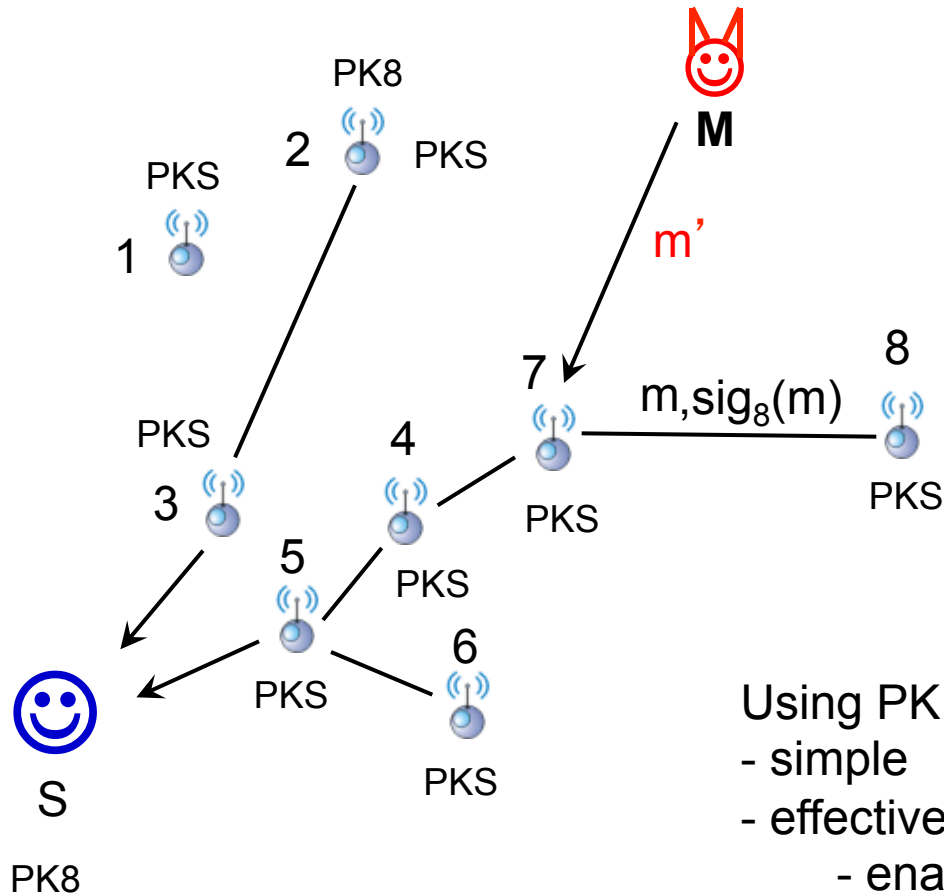 PK8
2
PKS
M
PKS
1
m’
7
8
m,sig₈(m)
PKS
3
4
PKS
PKS
5
PKS
6
PKS
PKS
S
PK8
Using PK
- simple
- effective
- ena